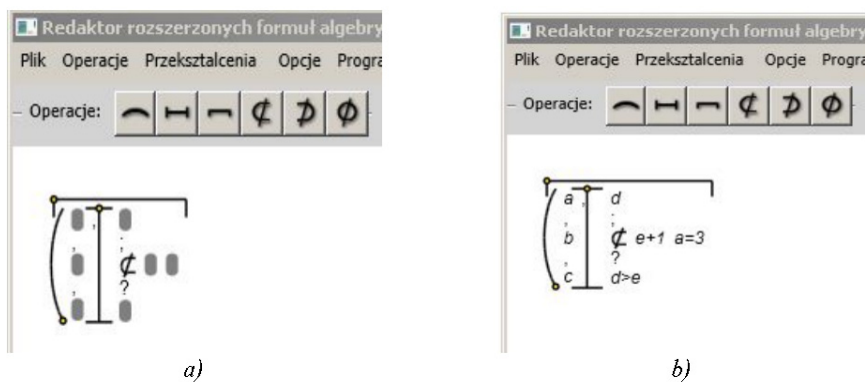 Redaktor rozszerzonych formuł algebry
Plik Operacje Przekształcenia Opcje Progra
Operacje:
, ,
; 
,
?
a)
Redaktor rozszerzonych formuł algebry
Plik Operacje Przekształcenia Opcje Progra
Operacje:
a , d
, ;
b ₵ e+1 a=3
, ?
c d>e
b)